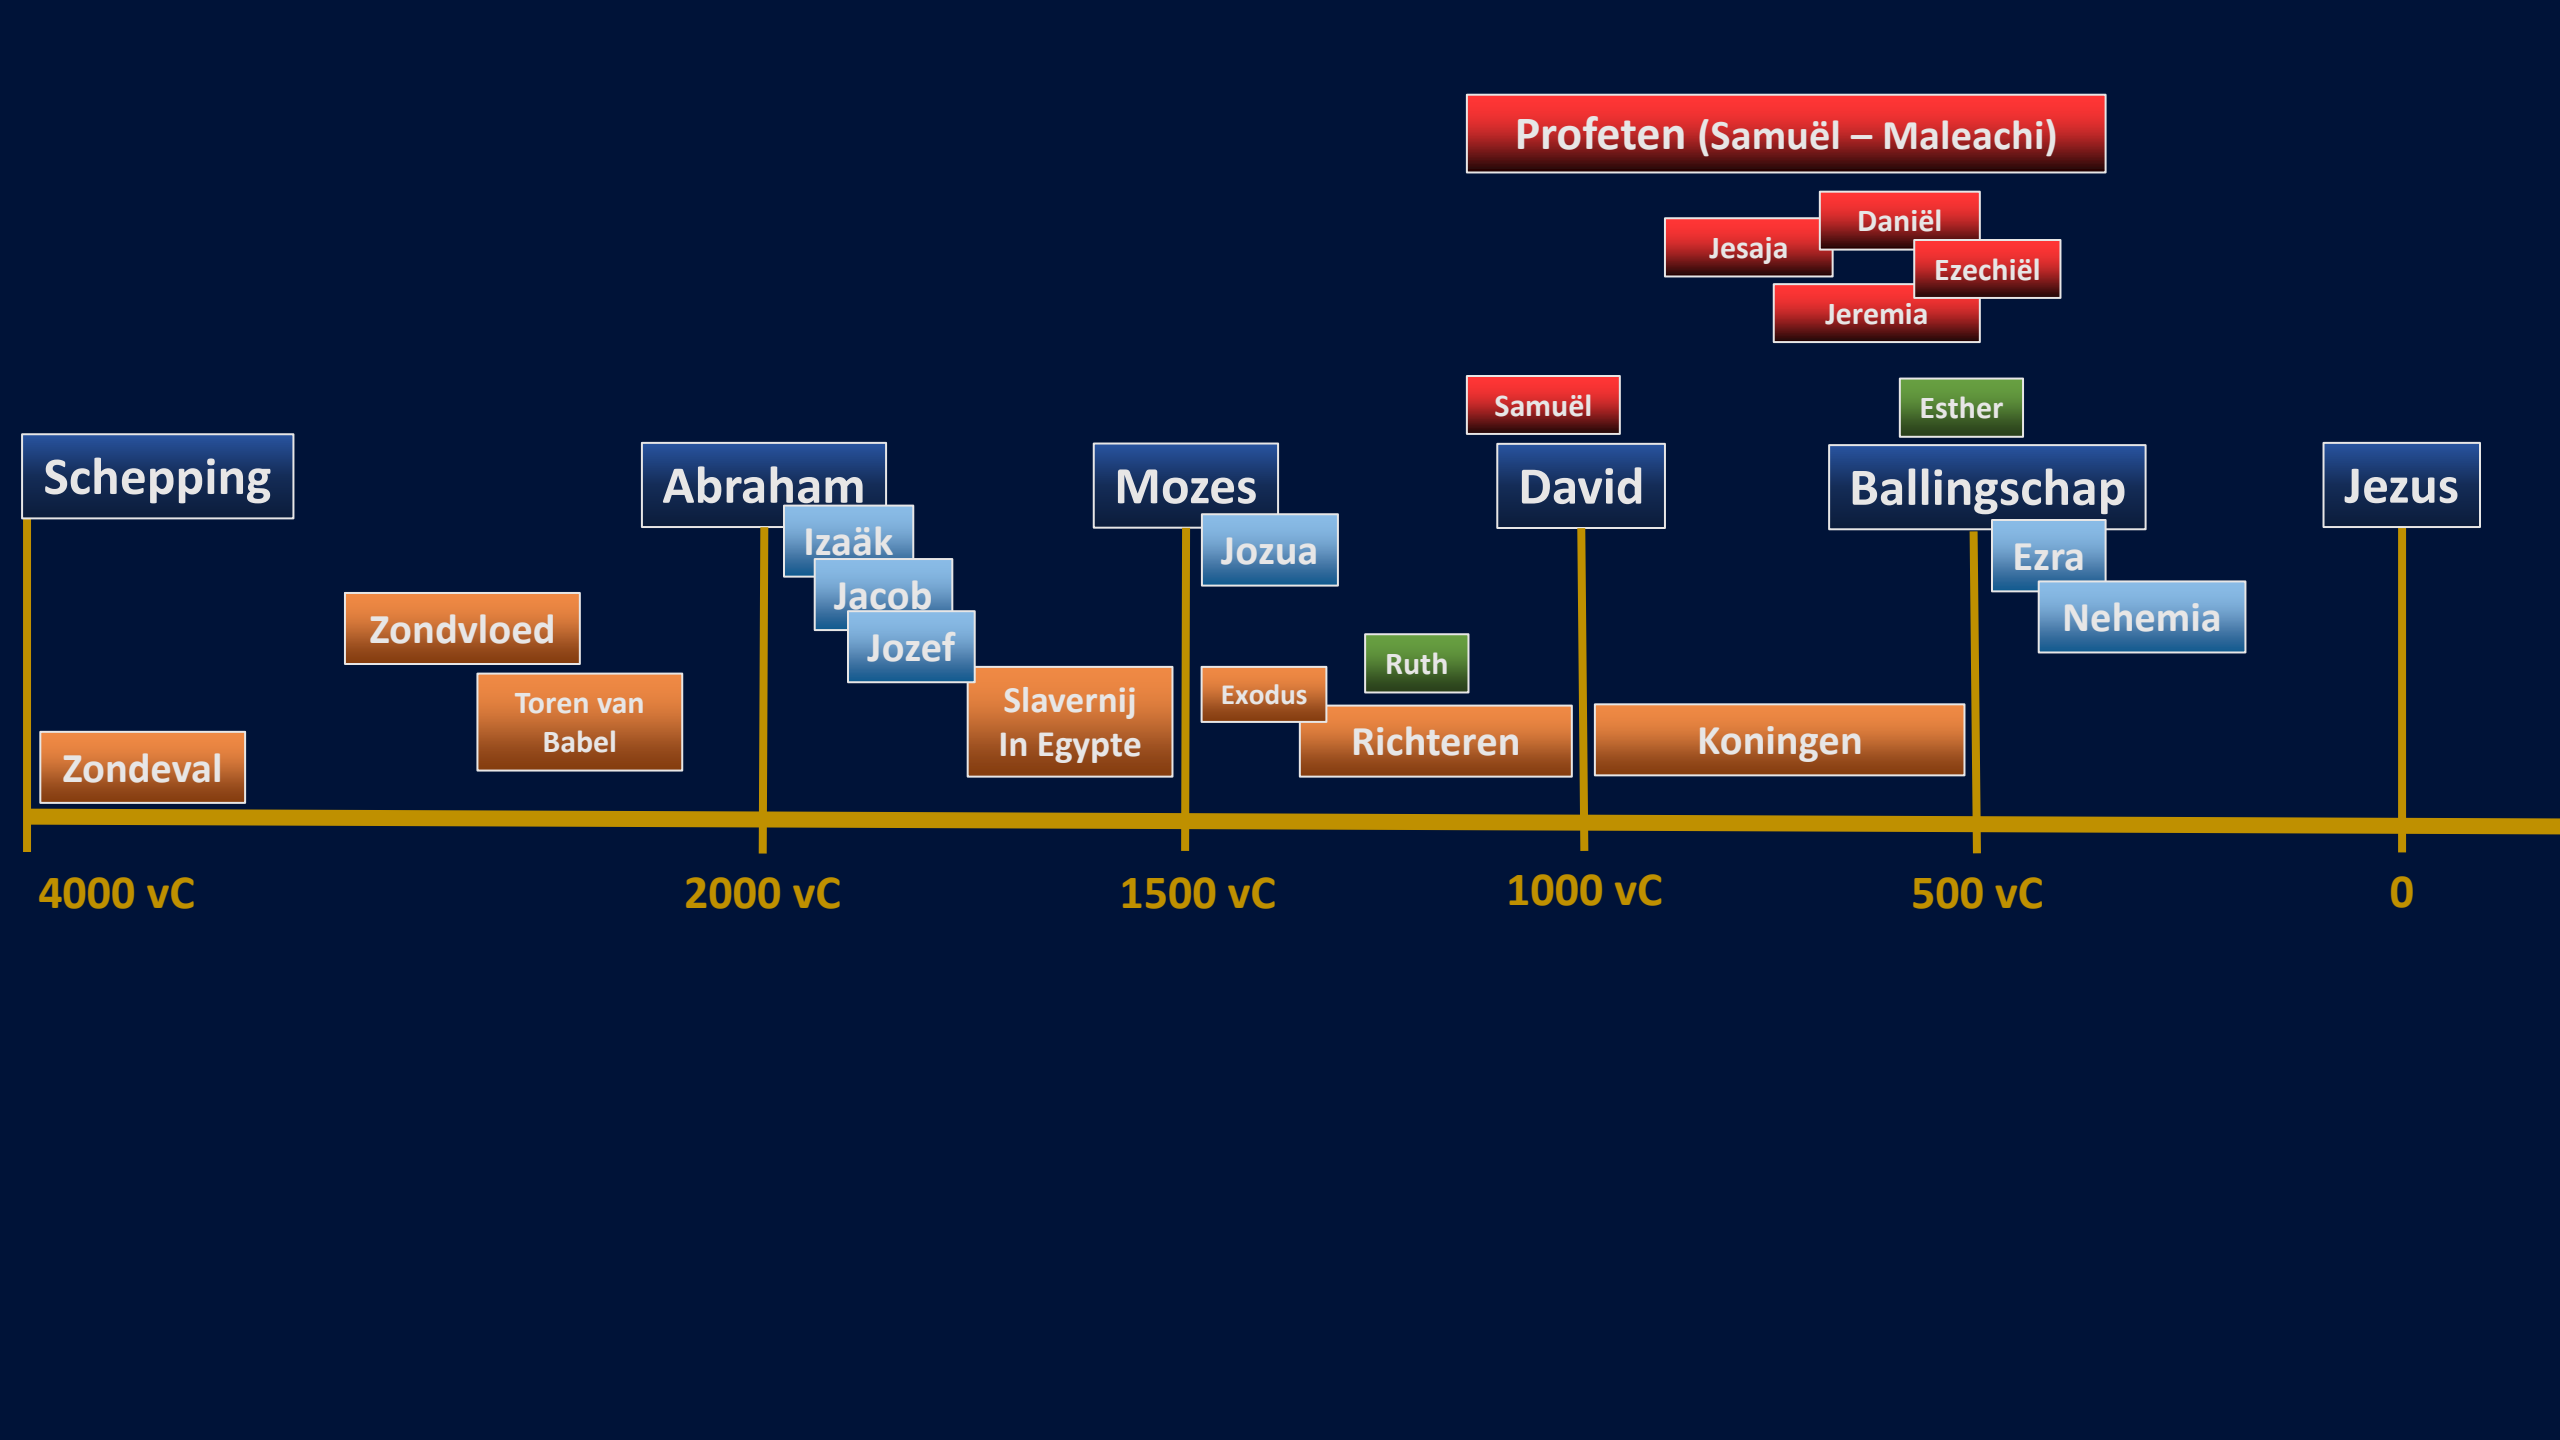 Profeten (Samuël – Maleachi)
Daniël
Jesaja
Ezechiël
Jeremia
Samuël
Esther
Schepping
Abraham
Mozes
David
Ballingschap
Jezus
Izaäk
Jozua
Ezra
Jacob
Nehemia
Zondvloed
Jozef
Ruth
Toren van
Babel
Slavernij
In Egypte
Exodus
Richteren
Koningen
Zondeval
4000 vC
2000 vC
1500 vC
1000 vC
500 vC
0